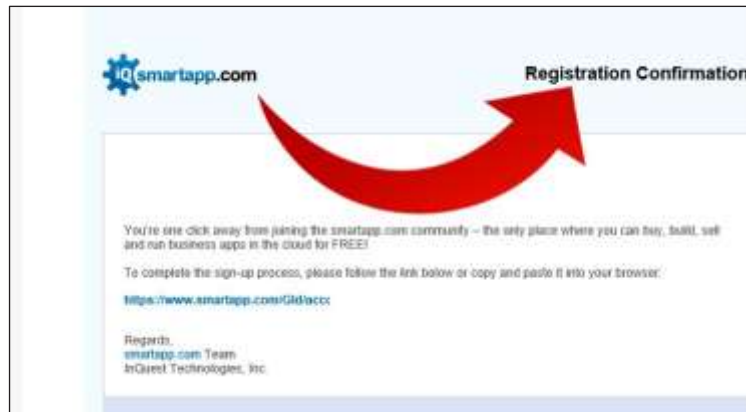 iQ smartapp.com
Registration Confirmation
You're one click away from joining the smartapp.com community – the only place where you can buy, build, sell
and run business apps in the cloud for FREE!
To complete the sign-up process, please follow the link below or copy and paste it into your browser:
https://www.smartapp.com/GId/acc
Regards,
smartapp.com Team
InQuest Technologies, Inc.